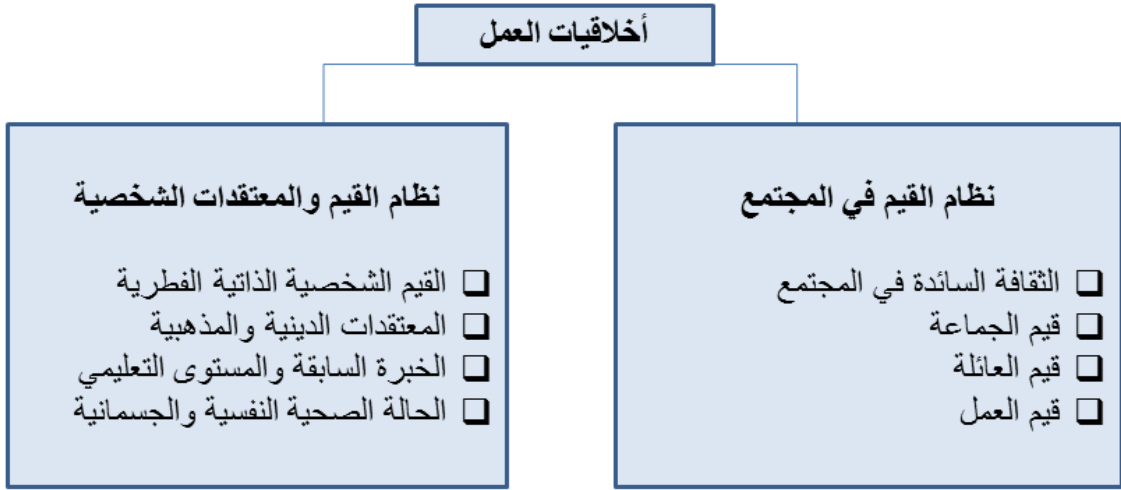 أخلاقيات العمل
نظام القيم في المجتمع
❑ الثقافة السائدة في المجتمع
❑ قيم الجماعة
❑ قيم العائلة
❑ قيم العمل
نظام القيم والمعتقدات الشخصية
❑ القيم الشخصية الذاتية الفطرية
❑ المعتقدات الدينية والمذهبية
❑ الخبرة السابقة والمستوى التعليمي
❑ الحالة الصحية النفسية والجسمانية